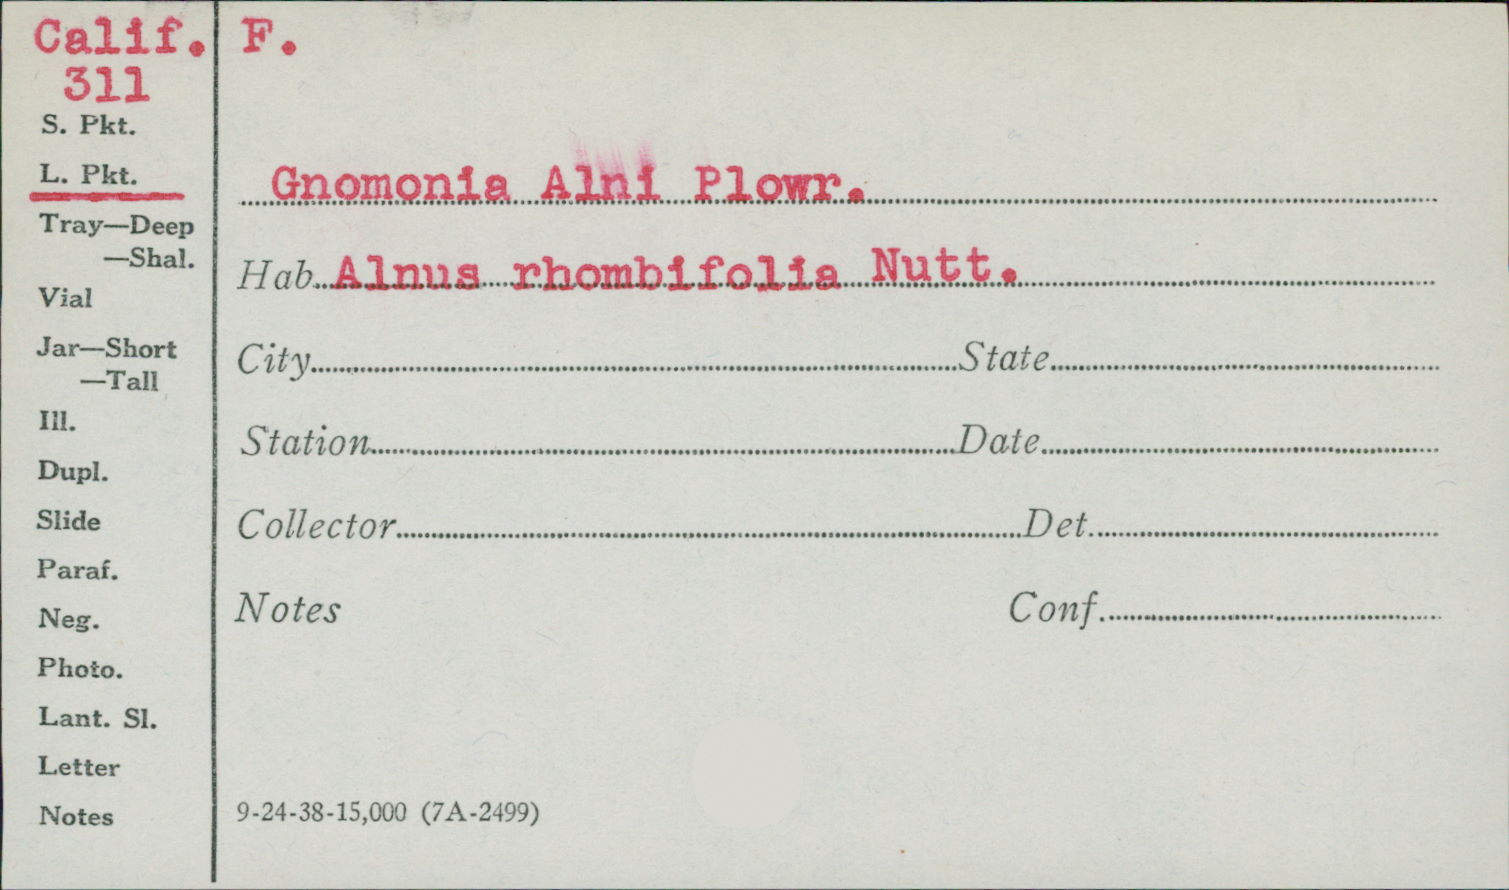 Calif. F.
311
S. Pkt.
L. Pkt.
Gnomonia Alni Plowr.
Tray—Deep
—Shal.
Hab. Alnus rhombifolia Nutt.
Vial
Jar—Short
—Tall
City State
Ill.
Station Date
Dupl.
Slide
Collector Det.
Paraf.
Neg.
Notes Conf.
Photo.
Lant. Sl.
Letter
Notes
9-24-38-15,000 (7A-2499)